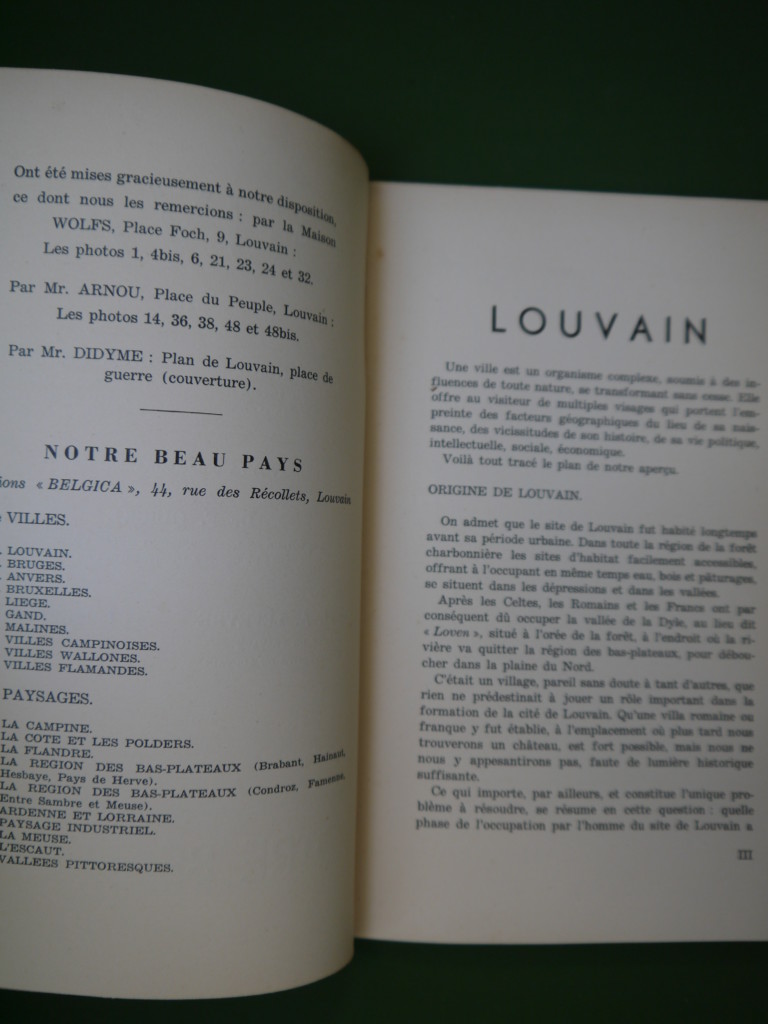 Ont été mises gracieusement à notre disposition,
ce dont nous les remercions : par la Maison
WOLFS, Place Foch, 9, Louvain :
Les photos 1, 4bis, 6, 21, 23, 24 et 32.
Par Mr. ARNOU, Place du Peuple, Louvain :
Les photos 14, 36, 38, 48 et 48bis.
Par Mr. DIDYME : Plan de Louvain, place de
guerre (couverture).
NOTRE BEAU PAYS
ions « BELGICA », 44, rue des Récollets, Louvain
VILLES.
LOUVAIN.
BRUGES.
ANVERS.
BRUXELLES.
LIEGE.
GAND.
MALINES.
VILLES CAMPINOISES.
VILLES WALLONES.
VILLES FLAMANDES.
PAYSAGES.
LA CAMPINE.
LA COTE ET LES POLDERS.
LA FLANDRE.
LA REGION DES BAS-PLATEAUX (Brabant, Hainaut,
Hesbaye, Pays de Herve).
LA REGION DES BAS-PLATEAUX (Condroz, Famenne,
Entre Sambre et Meuse).
ARDENNE ET LORRAINE.
PAYSAGE INDUSTRIEL.
LA MEUSE.
L'ESCAUT.
VALLEES PITTORESQUES.
LOUVAIN
Une ville est un organisme complexe, soumis à des in-
fluences de toute nature, se transformant sans cesse. Elle
offre au visiteur de multiples visages qui portent l'em-
preinte des facteurs géographiques du lieu de sa nais-
sance, des vicissitudes de son histoire, de sa vie politique,
intellectuelle, sociale, économique.
Voilà tout tracé le plan de notre aperçu.
ORIGINE DE LOUVAIN.
On admet que le site de Louvain fut habité longtemps
avant sa période urbaine. Dans toute la région de la forêt
charbonnière les sites d'habitat facilement accessibles,
offrant à l'occupant en même temps eau, bois et pâturages,
se situent dans les dépressions et dans les vallées.
Après les Celtes, les Romains et les Francs ont par
conséquent dû occuper la vallée de la Dyle, au lieu dit
« Loven », situé à l'orée de la forêt, à l'endroit où la ri-
vière va quitter la région des bas-plateaux, pour débou-
cher dans la plaine du Nord.
C'était un village, pareil sans doute à tant d'autres, que
rien ne prédestinait à jouer un rôle important dans la
formation de la cité de Louvain. Qu'une villa romaine ou
franque y fut établie, à l'emplacement où plus tard nous
trouverons un château, est fort possible, mais nous ne
nous y appesantirons pas, faute de lumière historique
suffisante.
Ce qui importe, par ailleurs, et constitue l'unique pro-
blème à résoudre, se résume en cette question : quelle
phase de l'occupation par l'homme du site de Louvain a
III